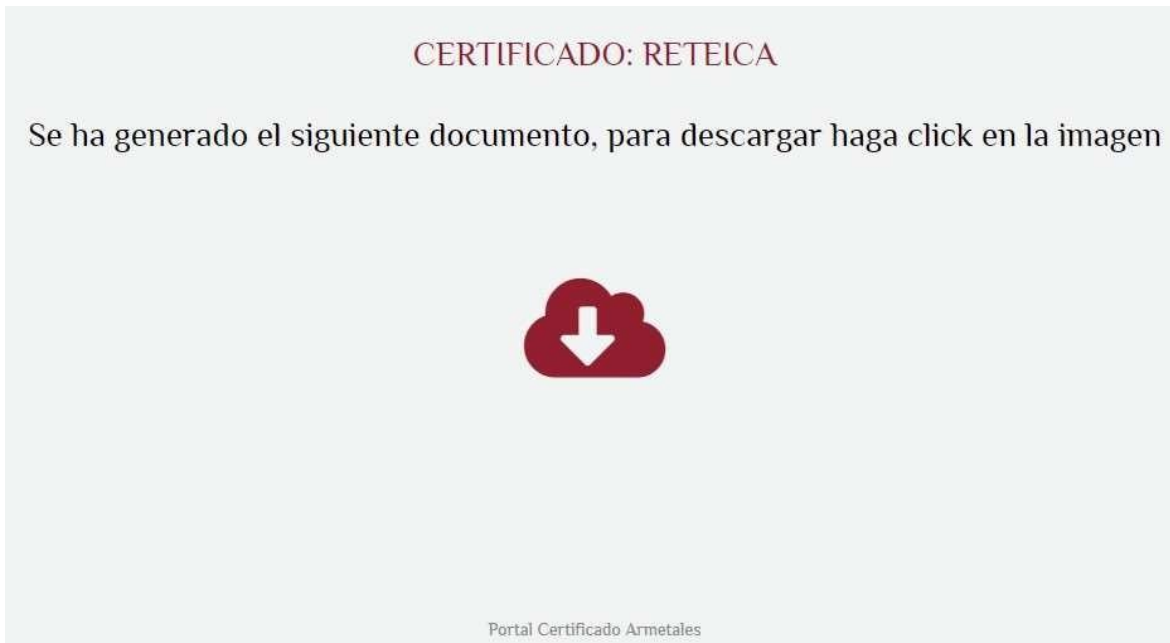 CERTIFICADO: RETEICA
Se ha generado el siguiente documento, para descargar haga click en la imagen
Portal Certificado Armetales